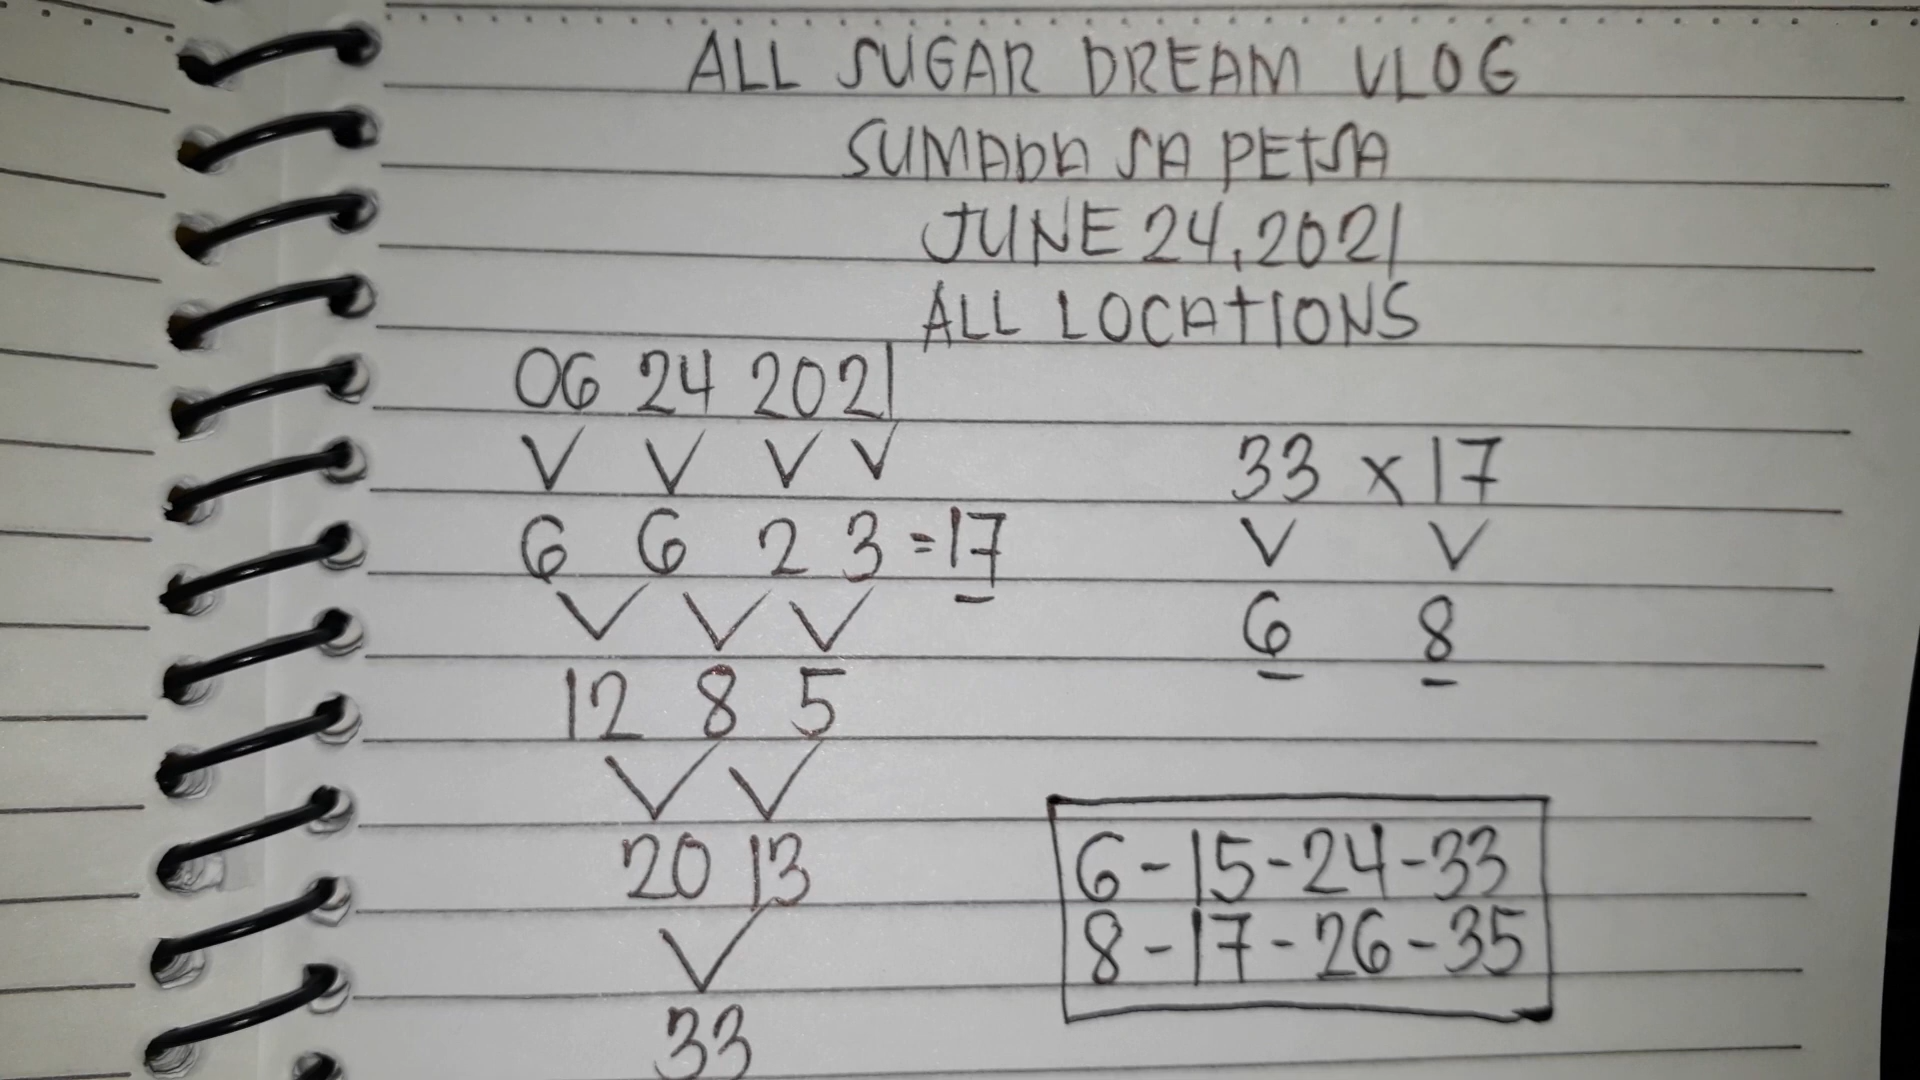 ALL SUGAR DREAM VLOG
SUMADA SA PETSA
JUNE 24, 2021
ALL LOCATIONS
06 24 2021
6 6 2 3 = 17
12 8 5
20 13
33
33 x 17
6 8
6-15-24-33
8-17-26-35